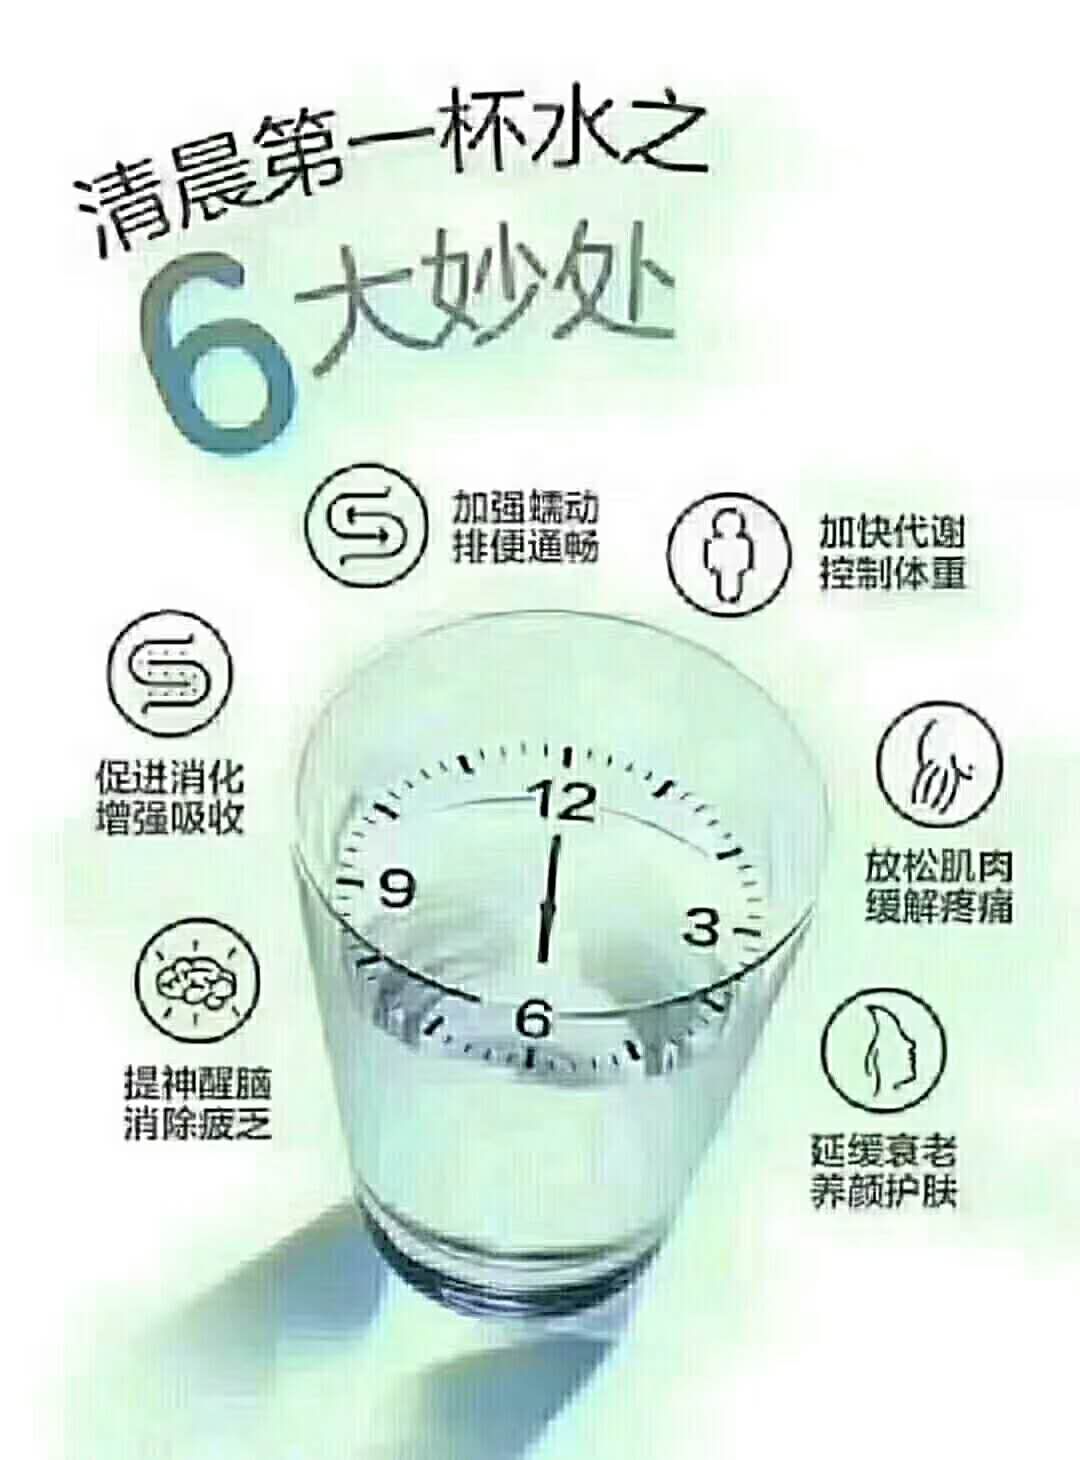 清晨第一杯水之
6大妙处
加强蠕动
排便通畅
加快代谢
控制体重
促进消化
增强吸收
放松肌肉
缓解疼痛
提神醒脑
消除疲乏
延缓衰老
养颜护肤
12
9
3
6